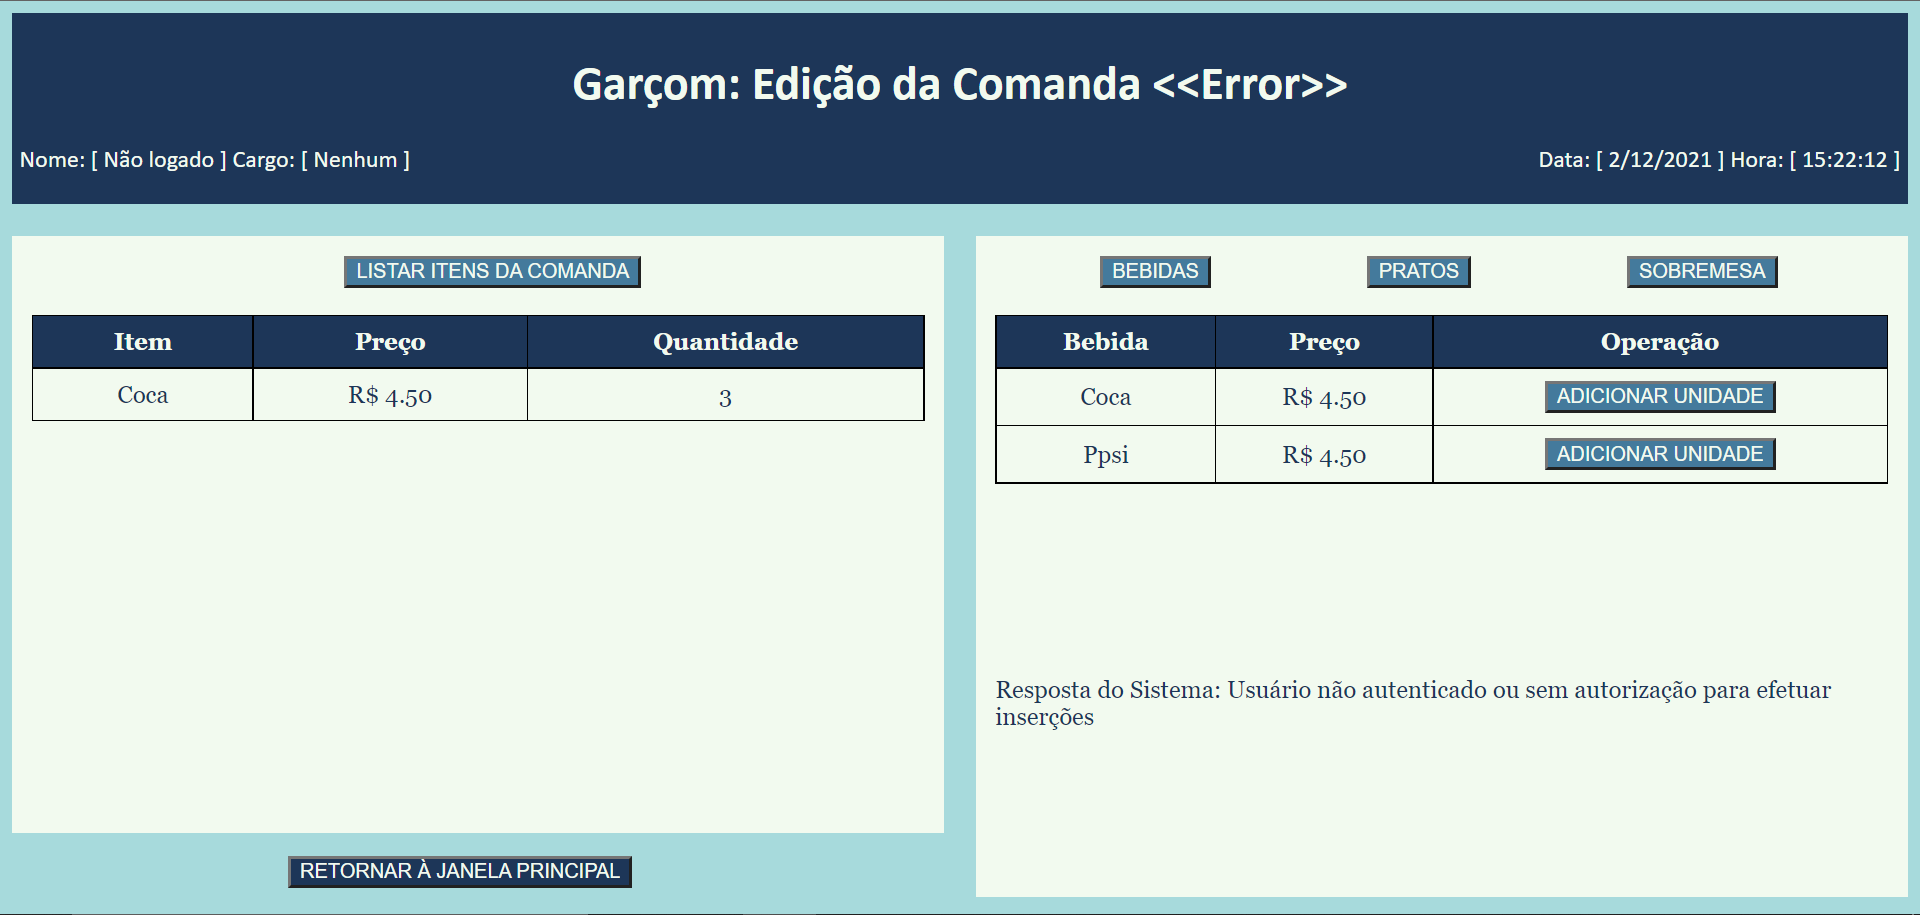 Garçom: Edição da Comanda <<Error>>
Nome: [ Não logado ] Cargo: [ Nenhum ]
Data: [ 2/12/2021 ] Hora: [ 15:22:12 ]
LISTAR ITENS DA COMANDA
Item Preço Quantidade
Coca R$ 4.50 3
RETORNAR À JANELA PRINCIPAL
BEBIDAS PRATOS SOBREMESA
Bebida Preço Operação
Coca R$ 4.50 ADICIONAR UNIDADE
Ppsi R$ 4.50 ADICIONAR UNIDADE
Resposta do Sistema: Usuário não autenticado ou sem autorização para efetuar
inserções